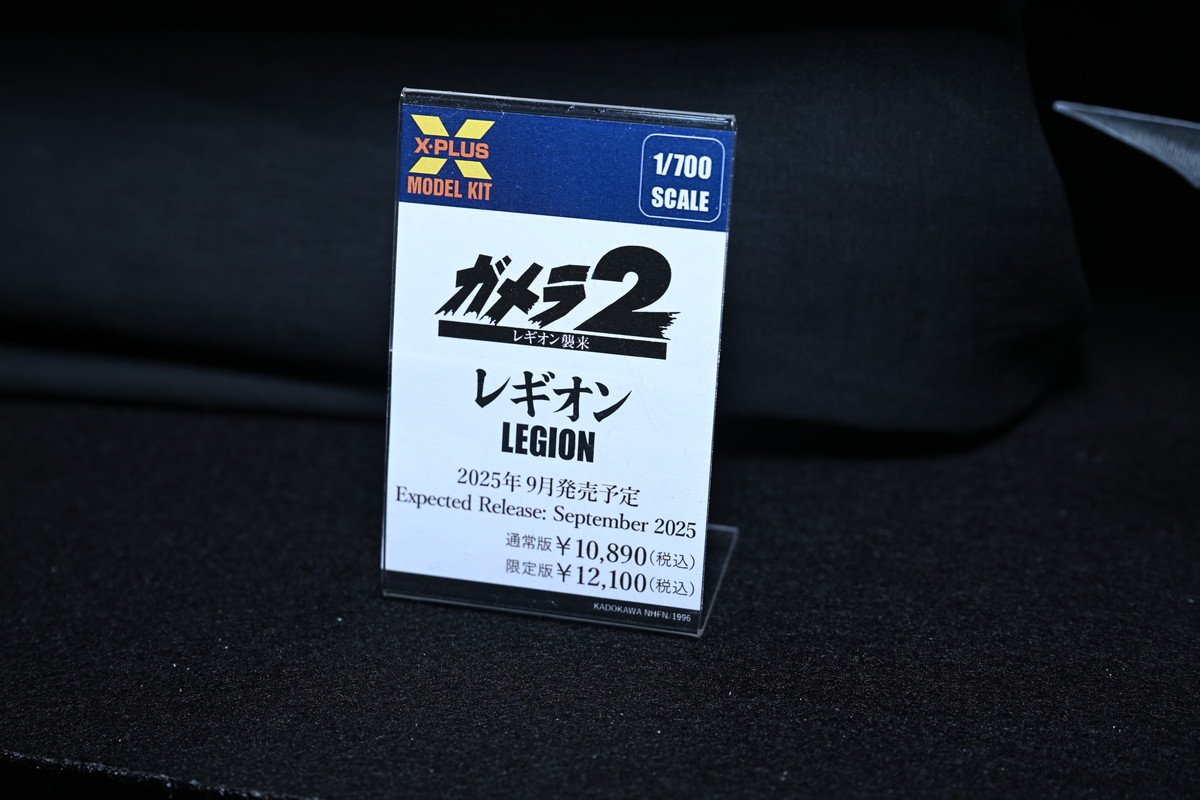 X-PLUS
MODEL KIT
1/700
SCALE
ガメラ2
レギオン襲来
レギオン
LEGION
2025年9月発売予定
Expected Release: September 2025
通常版￥10,890(税込)
限定版￥12,100(税込)
KADOKAWA NHFN/1996